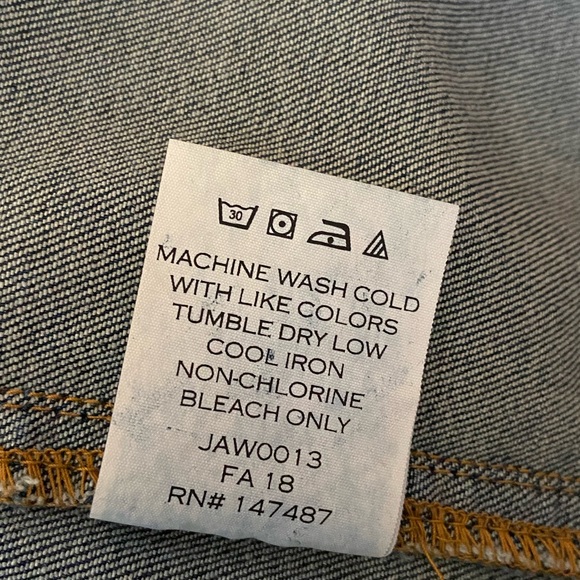 30
MACHINE WASH COLD
WITH LIKE COLORS
TUMBLE DRY LOW
COOL IRON
NON-CHLORINE
BLEACH ONLY
JAW0013
FA 18
RN# 147487